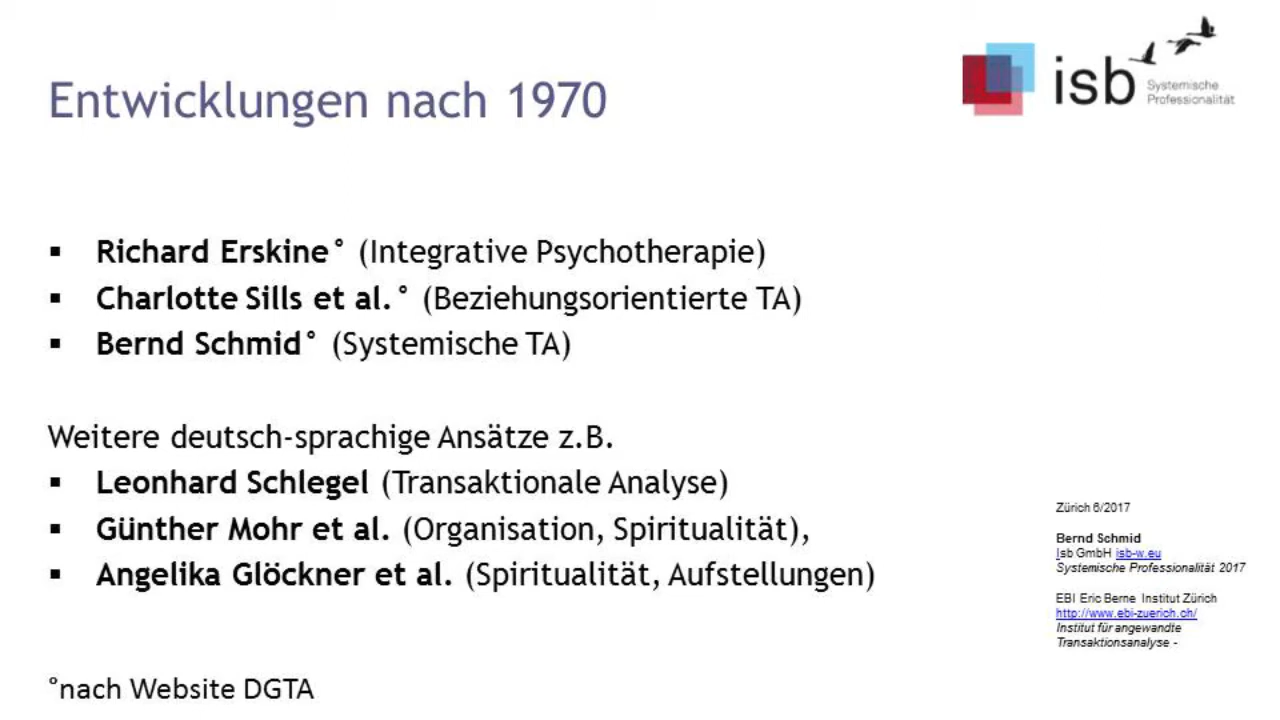 Entwicklungen nach 1970
isb Systemische
Professionalität
▪ Richard Erskine° (Integrative Psychotherapie)
▪ Charlotte Sills et al.° (Beziehungsorientierte TA)
▪ Bernd Schmid° (Systemische TA)
Weitere deutsch-sprachige Ansätze z.B.
▪ Leonhard Schlegel (Transaktionale Analyse)
▪ Günther Mohr et al. (Organisation, Spiritualität),
▪ Angelika Glöckner et al. (Spiritualität, Aufstellungen)
°nach Website DGTA
Zürich 6/2017
Bernd Schmid
Isb GmbH isb-w.eu
Systemische Professionalität 2017
EBI Eric Berne Institut Zürich
http://www.ebi-zuerich.ch/
Institut für angewandte
Transaktionsanalyse -